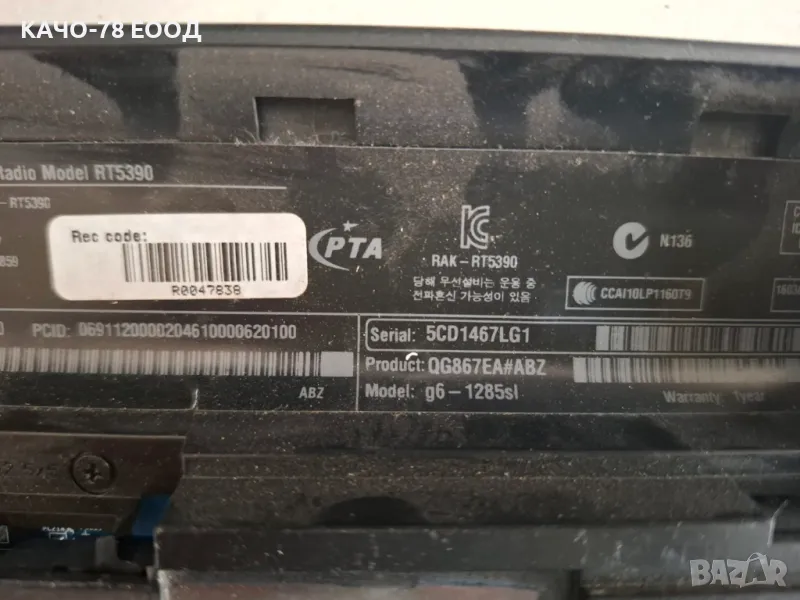 КАЧО-78 ЕООД
Radio Model RT5390
- RT5390
Rec code:
R0047838
PTA
RAK - RT5390
당해 무선설비는 운용 중
전파혼신 가능성이 있음
N136
CCAI10LP1160T9
PCID: 0691120000204610000620100
ABZ
Serial: 5CD1467LG1
Product: QG867EA#ABZ
Model: g6-1285sl
Warranty: 1year
BAZAR